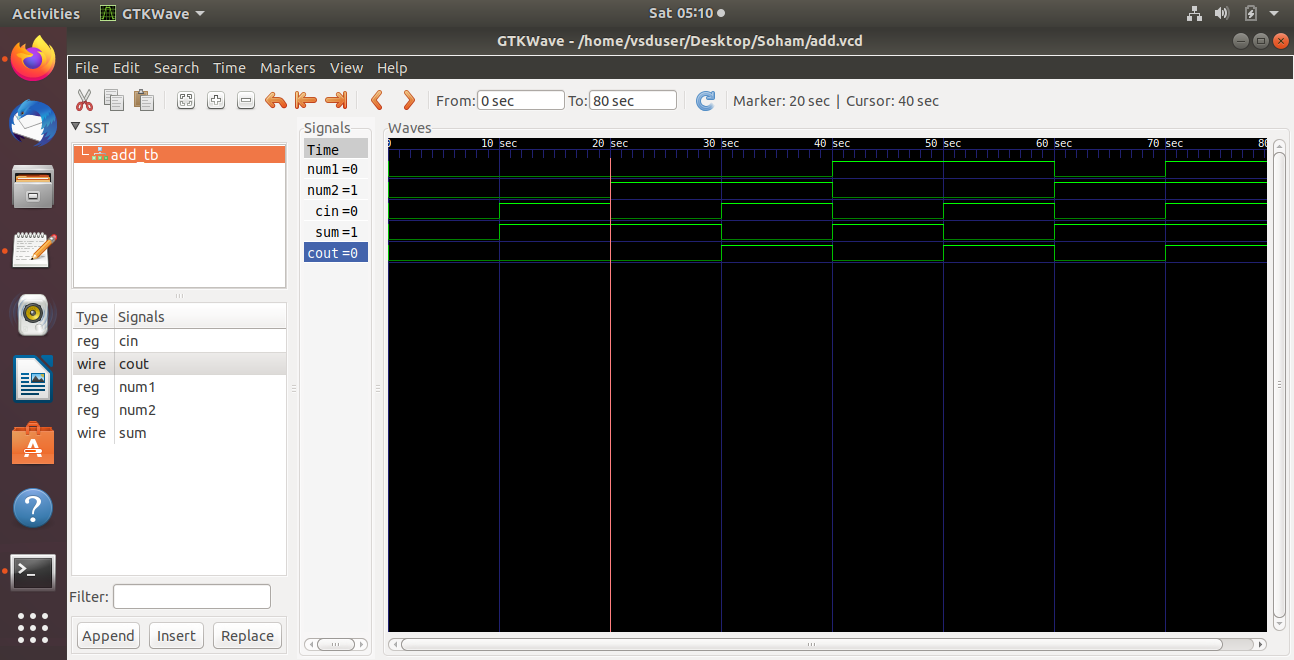 Activities GTKWave Sat 05:10
GTKWave - /home/vsduser/Desktop/Soham/add.vcd
File Edit Search Time Markers View Help
From: 0 sec To: 80 sec Marker: 20 sec | Cursor: 40 sec
SST
add_tb
Type Signals
reg cin
wire cout
reg num1
reg num2
wire sum
Filter:
Append Insert Replace
Signals
Time
num1=0
num2=1
cin=0
sum=1
cout=0
Waves
0 10 sec 20 sec 30 sec 40 sec 50 sec 60 sec 70 sec 80